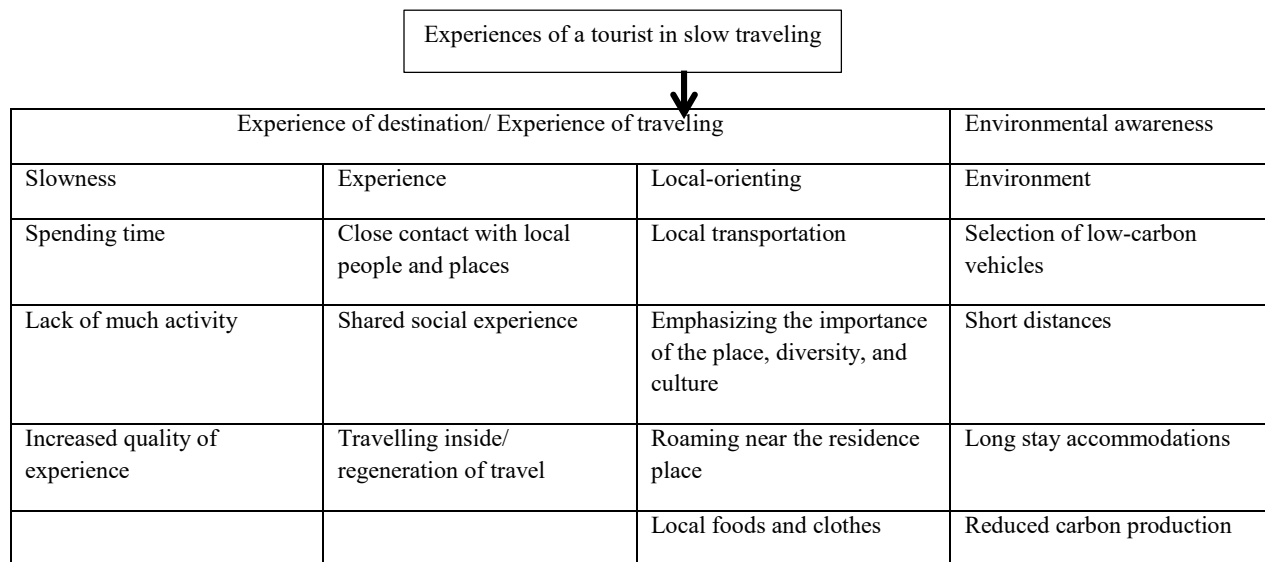 Experiences of a tourist in slow traveling
Experience of destination/ Experience of traveling
Environmental awareness
Slowness
Experience
Local-orienting
Environment
Spending time
Close contact with local
people and places
Local transportation
Selection of low-carbon
vehicles
Lack of much activity
Shared social experience
Emphasizing the importance
of the place, diversity, and
culture
Short distances
Increased quality of
experience
Travelling inside/
regeneration of travel
Roaming near the residence
place
Long stay accommodations
Local foods and clothes
Reduced carbon production